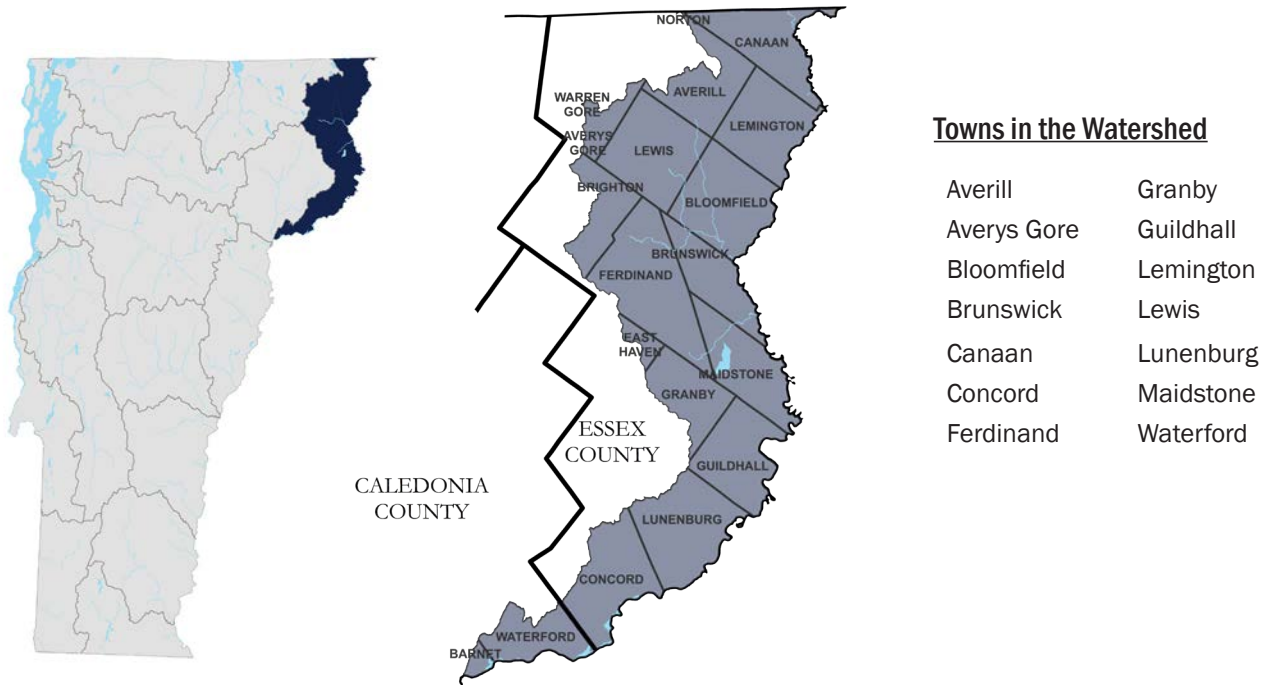 NORTON
CANAAN
AVERILL
WARREN
GORE
LEMINGTON
AVERYS
GORE
LEWIS
BRIGHTON
BLOOMFIELD
BRUNSWICK
FERDINAND
EAST
HAVEN
MAIDSTONE
GRANBY
ESSEX
COUNTY
GUILDHALL
CALEDONIA
COUNTY
LUNENBURG
CONCORD
WATERFORD
BARNET
Towns in the Watershed
Averill Granby
Averys Gore Guildhall
Bloomfield Lemington
Brunswick Lewis
Canaan Lunenburg
Concord Maidstone
Ferdinand Waterford